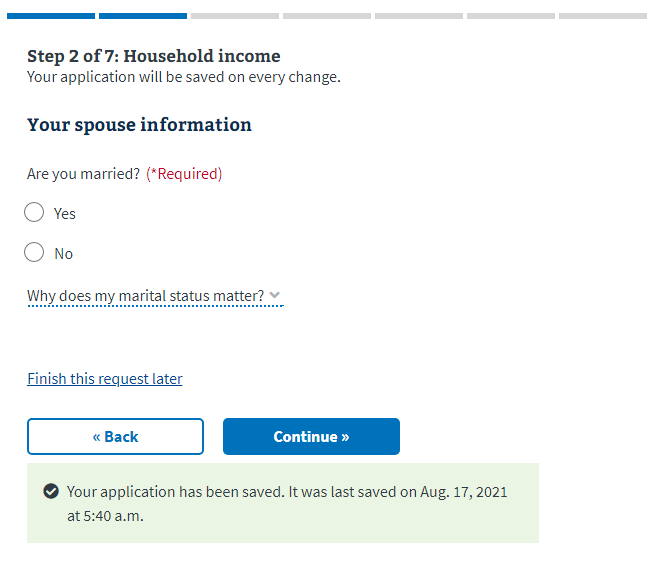 Step 2 of 7: Household income
Your application will be saved on every change.
Your spouse information
Are you married? (*Required)
Yes
No
Why does my marital status matter?
Finish this request later
« Back
Continue »
Your application has been saved. It was last saved on Aug. 17, 2021
at 5:40 a.m.